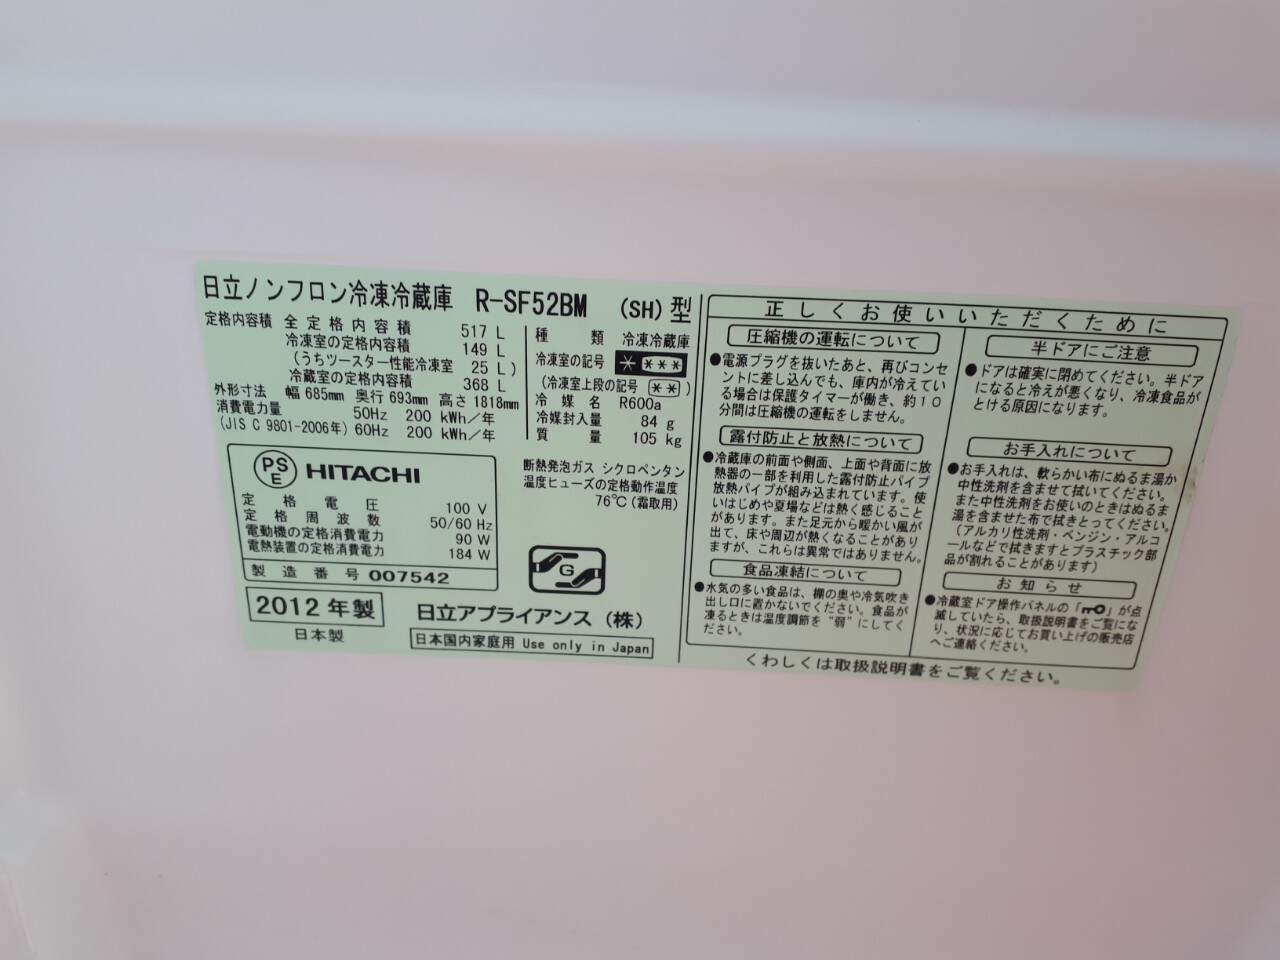 日立ノンフロン冷凍冷蔵庫 R-SF52BM (SH) 型
定格内容積 全定格内容積 517 L
冷凍室の定格内容積 149 L
(うちツースター性能冷凍室 25 L)
冷蔵室の定格内容積 368 L
外形寸法 幅 685mm 奥行 693mm 高さ 1818mm
消費電力量 50Hz 200 kWh/年
(JIS C 9801-2006年) 60Hz 200 kWh/年
種類 冷凍冷蔵庫
冷凍室の記号 * ***
(冷凍室上段の記号 **)
冷媒名 R600a
冷媒封入量 84 g
質量 105 kg
PS E HITACHI
定格電圧 100 V
定格周波数 50/60 Hz
電動機の定格消費電力 90 W
電熱装置の定格消費電力 184 W
製造番号 007542
断熱発泡ガス シクロペンタン
温度ヒューズの定格動作温度
76℃(霜取用)
G
2012年製
日本製
日立アプライアンス(株)
日本国内家庭用 Use only in Japan
正しくお使いいただくために
圧縮機の運転について
●電源プラグを抜いたあと、再びコンセ
ントに差し込んでも、庫内が冷えてい
る場合は保護タイマーが働き、約10
分間は圧縮機の運転をしません。
露付防止と放熱について
●冷蔵庫の前面や側面、上面や背面に放
熱器の一部を利用した露付防止パイプ
放熱パイプが組み込まれています。使
いはじめや夏場などは熱く感じること
があります。また足元から暖かい風が
出て、床や周辺が熱くなることがあり
ますが、これらは異常ではありません。
食品凍結について
●水気の多い食品は、棚の奥や冷気吹き
出し口に置かないでください。食品が
凍るときは温度調節を“弱”にしてく
ださい。
半ドアにご注意
●ドアは確実に閉めてください。半ドア
になると冷えが悪くなり、冷凍食品が
とける原因になります。
お手入れについて
●お手入れは、軟らかい布にぬるま湯か
中性洗剤を含ませて拭いてください。
また中性洗剤をお使いのときはぬるま
湯を含ませた布で拭きとってください。
(アルカリ性洗剤・ベンジン・アルコ
ールなどで拭きますとプラスチック部
品が割れることがあります)
お知らせ
●冷蔵室ドア操作パネルの「」が点
滅していたら、取扱説明書をご覧にな
り、状況に応じてお買い上げの販売店
へご連絡ください。
くわしくは取扱説明書をご覧ください。